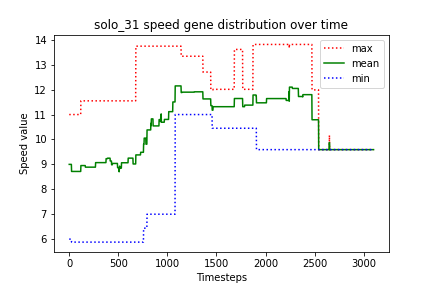 solo_31 speed gene distribution over time
Speed value
14
13
12
11
10
9
8
7
6
max
mean
min
0
500
1000
1500
2000
2500
3000
Timesteps